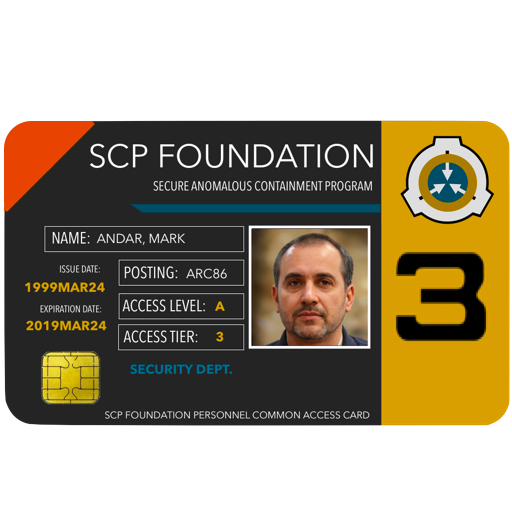 SCP FOUNDATION
SECURE ANOMALOUS CONTAINMENT PROGRAM
NAME: ANDAR, MARK
ISSUE DATE:
1999MAR24
EXPIRATION DATE:
2019MAR24
POSTING: ARC86
ACCESS LEVEL: A
ACCESS TIER: 3
SECURITY DEPT.
SCP FOUNDATION PERSONNEL COMMON ACCESS CARD
3